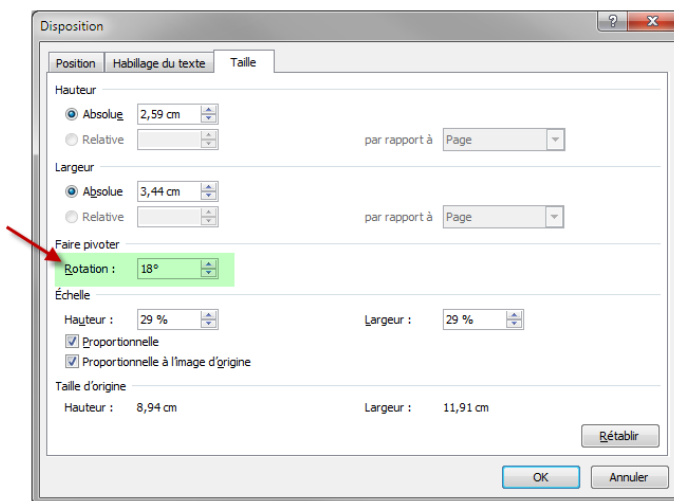 Disposition
Position Habillage du texte Taille
Hauteur
Absolue 2,59 cm
Relative par rapport à Page
Largeur
Absolue 3,44 cm
Relative par rapport à Page
Faire pivoter
Rotation : 18°
Échelle
Hauteur : 29 % Largeur : 29 %
Proportionnelle
Proportionnelle à l'image d'origine
Taille d'origine
Hauteur : 8,94 cm Largeur : 11,91 cm
Rétablir
OK Annuler